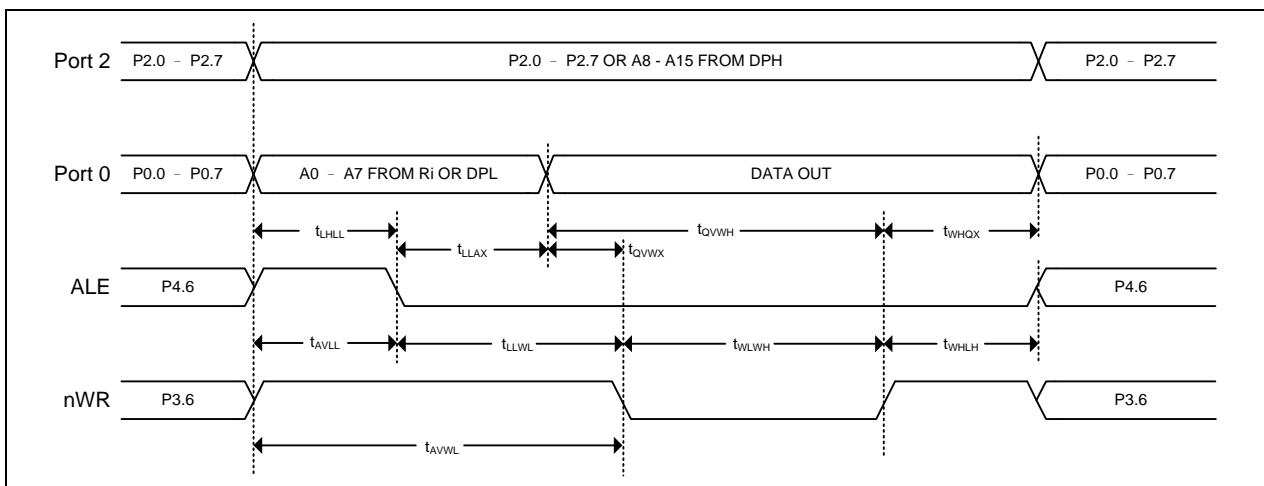 Port 2 P2.0 – P2.7 P2.0 – P2.7 OR A8 - A15 FROM DPH P2.0 – P2.7
Port 0 P0.0 – P0.7 A0 – A7 FROM Ri OR DPL DATA OUT P0.0 – P0.7
tLHLL tQVWH tWHQX
tLLAX tQVWX
ALE P4.6 P4.6
tAVLL tLLWL tWLWH tWHLH
nWR P3.6 P3.6
tAVWL